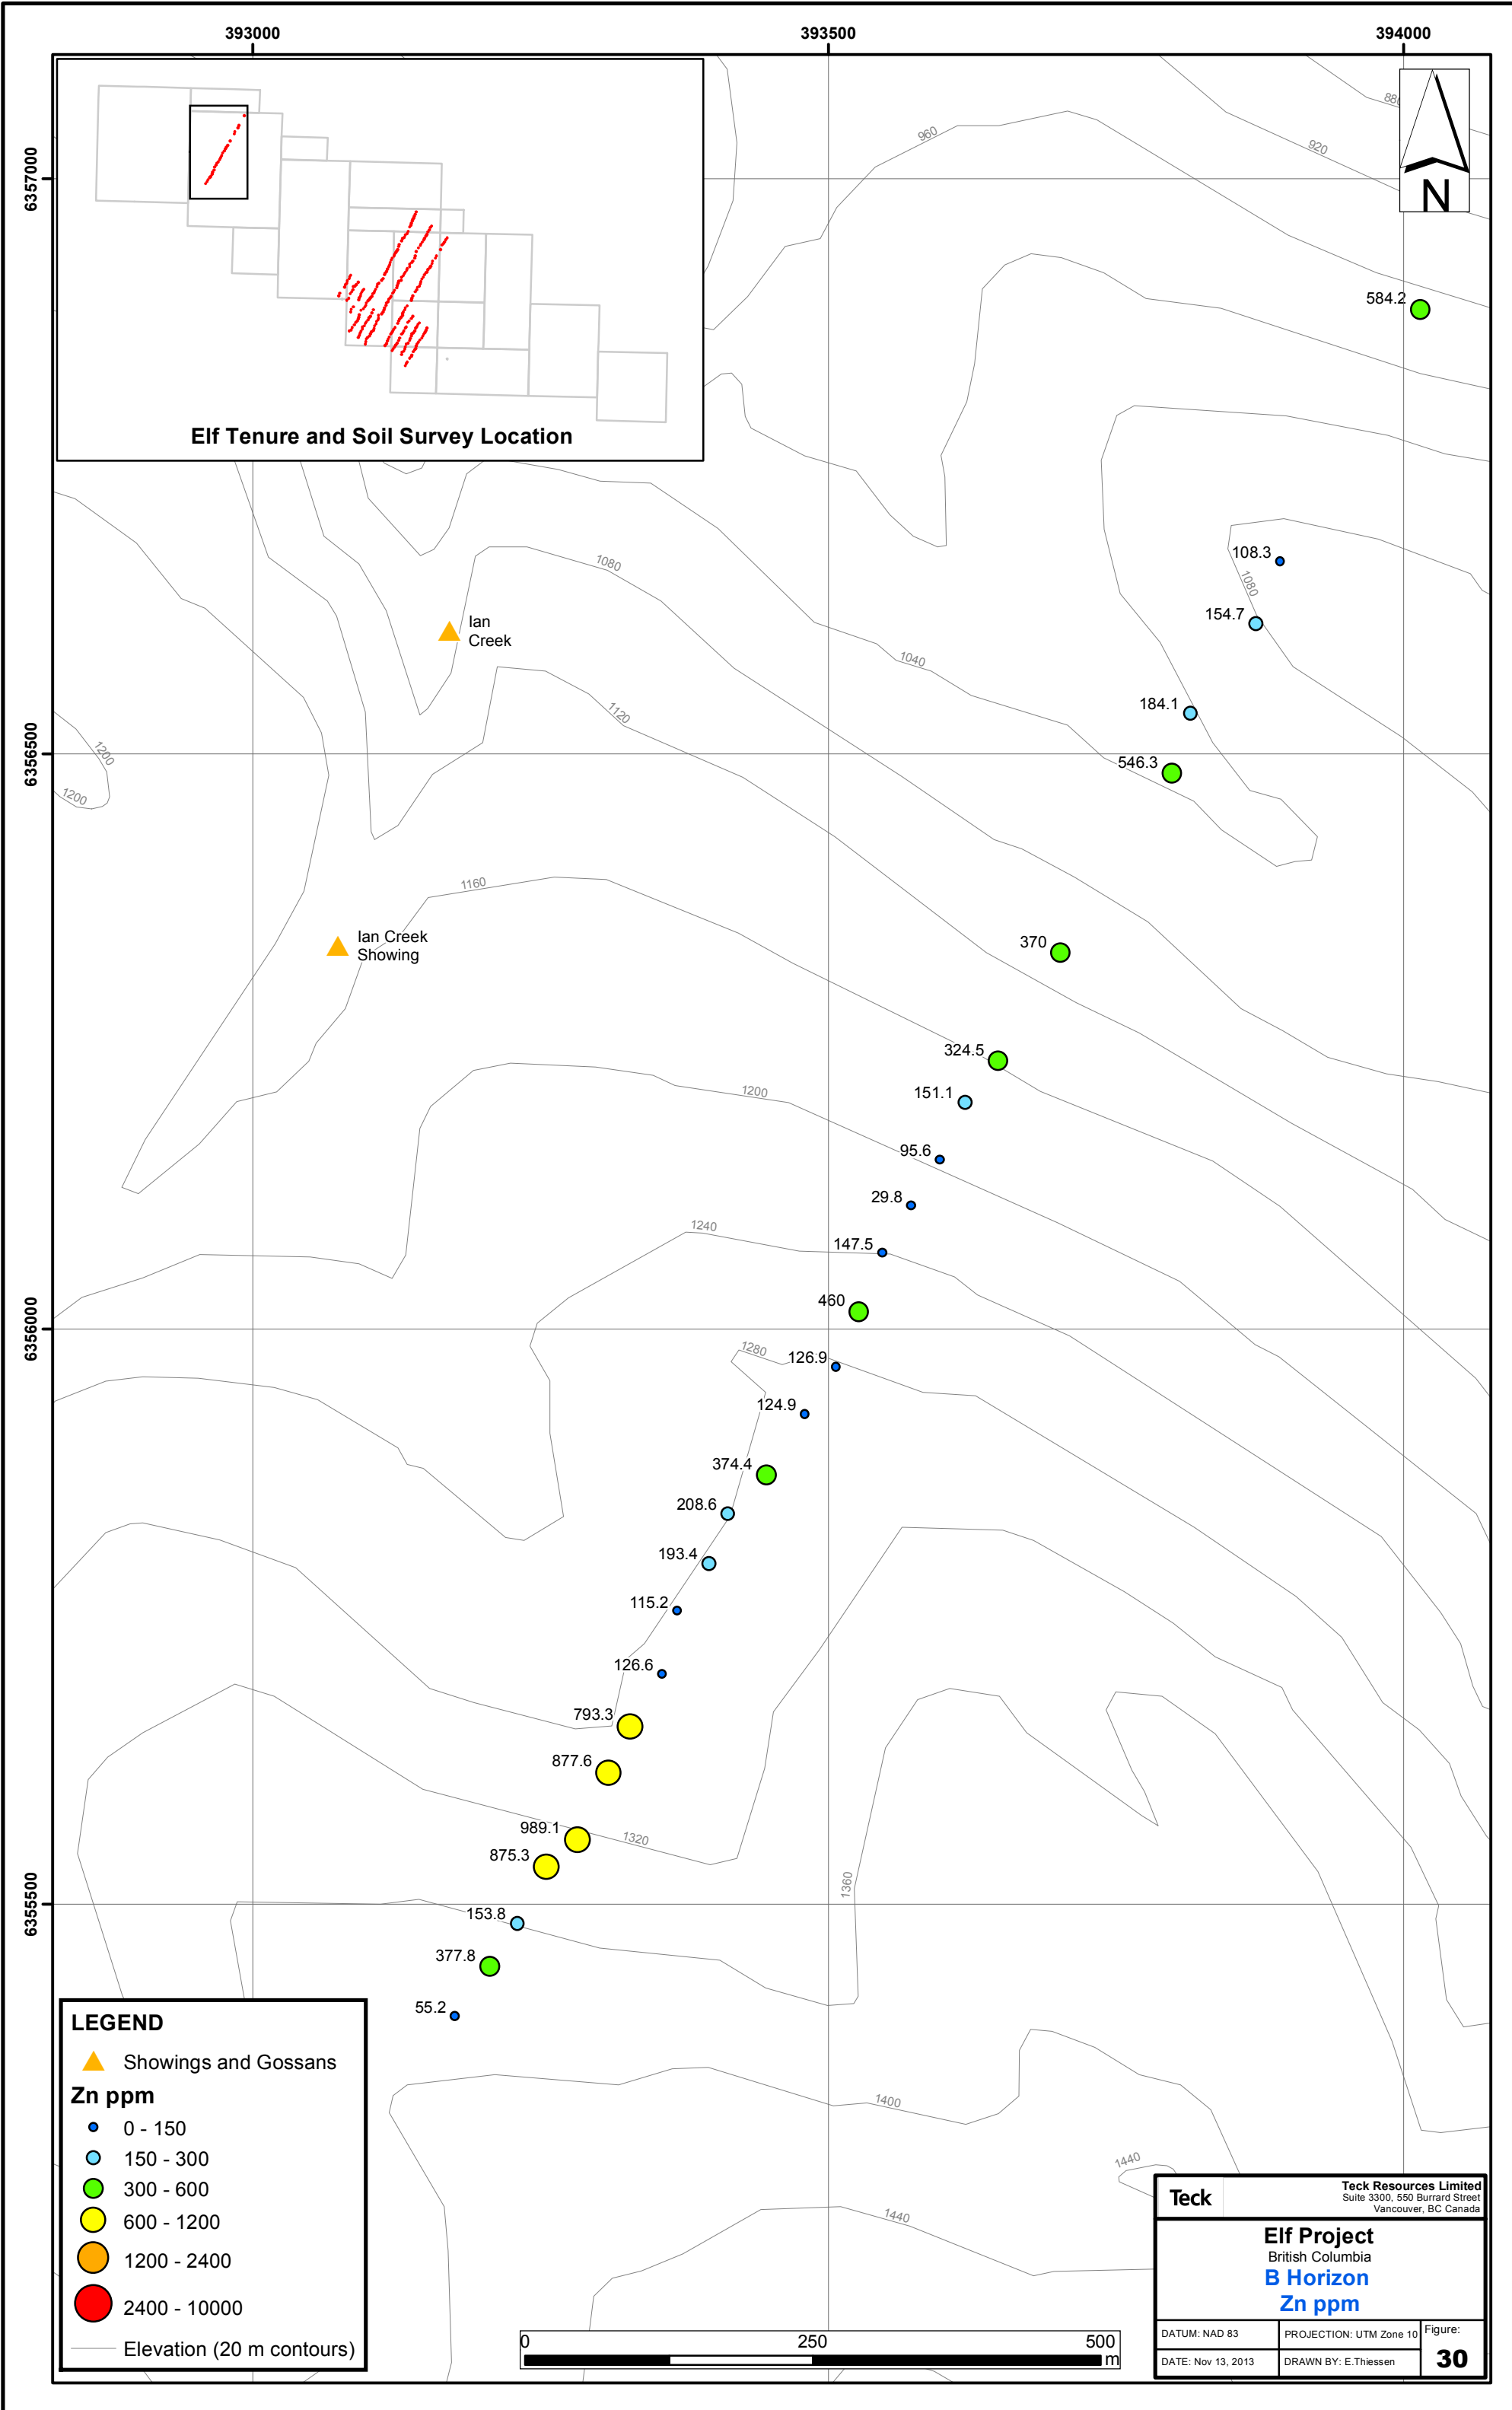 393000
393500
394000
6357000
6356500
6356000
6355500
Elf Tenure and Soil Survey Location
N
960
920
584.2
108.3
1080
154.7
184.1
546.3
1080
Ian
Creek
1040
1120
1200
1200
1160
Ian Creek
Showing
370
324.5
151.1
1200
95.6
29.8
1240
147.5
460
1280
126.9
124.9
374.4
208.6
193.4
115.2
126.6
793.3
877.6
989.1
1320
875.3
1360
153.8
377.8
55.2
1400
1440
1440
LEGEND
Showings and Gossans
Zn ppm
0 - 150
150 - 300
300 - 600
600 - 1200
1200 - 2400
2400 - 10000
Elevation (20 m contours)
0 250 500
m
Teck
Teck Resources Limited
Suite 3300, 550 Burrard Street
Vancouver, BC Canada
Elf Project
British Columbia
B Horizon
Zn ppm
DATUM: NAD 83
PROJECTION: UTM Zone 10
Figure:
DATE: Nov 13, 2013
DRAWN BY: E.Thiessen
30